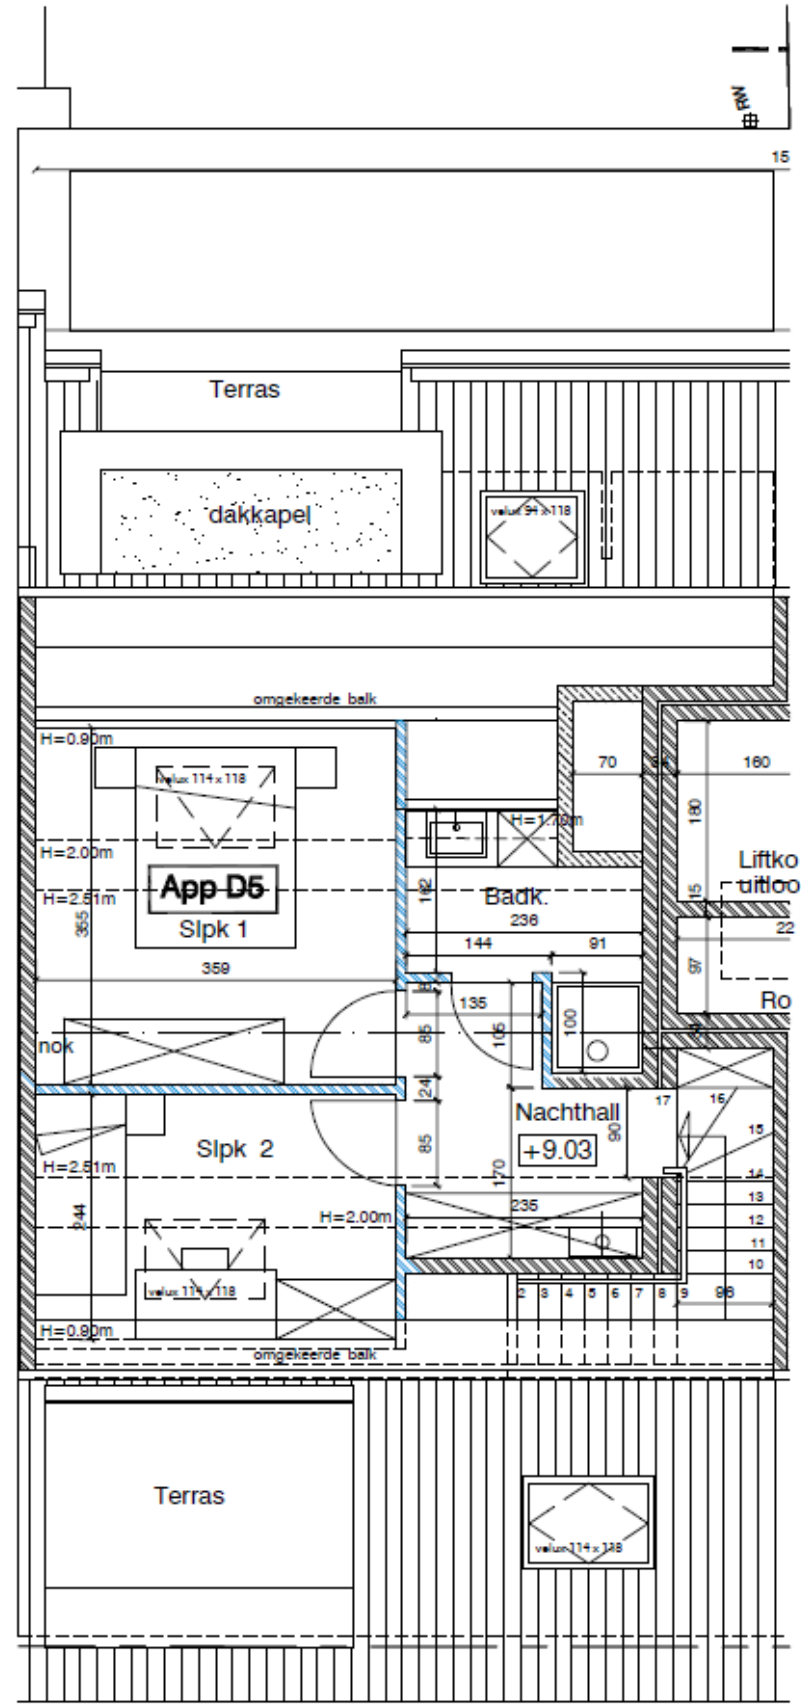 RW
15
Terras
dakkapel
velux 94 x 118
omgekeerde balk
H=0.90m
velux 114 x 118
70
160
180
H=1.70m
H=2.00m
App D5
H=2.51m
Slpk 1
355
162
Badk.
236
144
91
Liftko
uitloo
15
22
97
359
135
100
105
85
Ro
nok
24
Nachthall
+9.03
90
17
16
15
14
13
12
11
10
Slpk 2
85
170
H=2.51m
244
H=2.00m
235
velux 114 x 118
2 3 4 5 6 7 8 9
96
H=0.90m
omgekeerde balk
Terras
velux 114 x 118